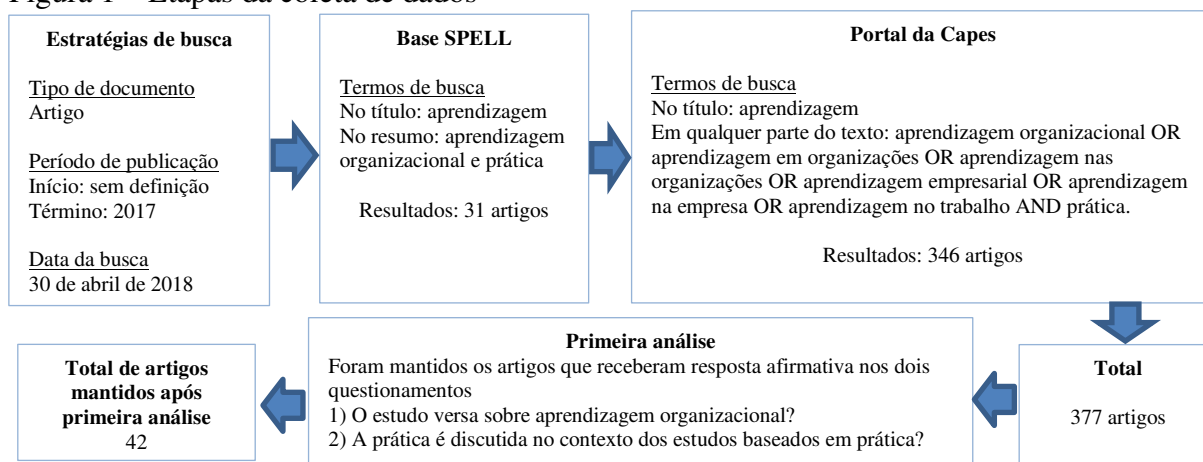 Figura 1 – Etapas da coleta de dados
Estratégias de busca
Tipo de documento
Artigo
Período de publicação
Início: sem definição
Término: 2017
Data da busca
30 de abril de 2018
Base SPELL
Termos de busca
No título: aprendizagem
No resumo: aprendizagem
organizacional e prática
Resultados: 31 artigos
Portal da Capes
Termos de busca
No título: aprendizagem
Em qualquer parte do texto: aprendizagem organizacional OR
aprendizagem em organizações OR aprendizagem nas
organizações OR aprendizagem empresarial OR aprendizagem
na empresa OR aprendizagem no trabalho AND prática.
Resultados: 346 artigos
Total
377 artigos
Primeira análise
Foram mantidos os artigos que receberam resposta afirmativa nos dois
questionamentos
1) O estudo versa sobre aprendizagem organizacional?
2) A prática é discutida no contexto dos estudos baseados em prática?
Total de artigos
mantidos após
primeira análise
42